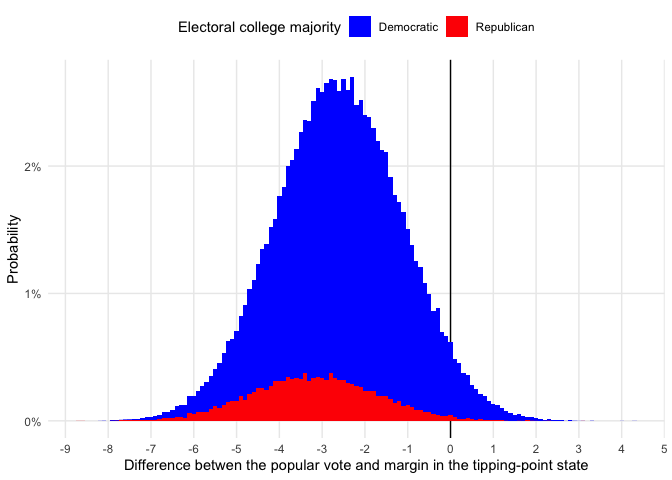 Electoral college majority Democratic Republican
Probability
2%
1%
0%
-9 -8 -7 -6 -5 -4 -3 -2 -1 0 1 2 3 4 5
Difference betwen the popular vote and margin in the tipping-point state